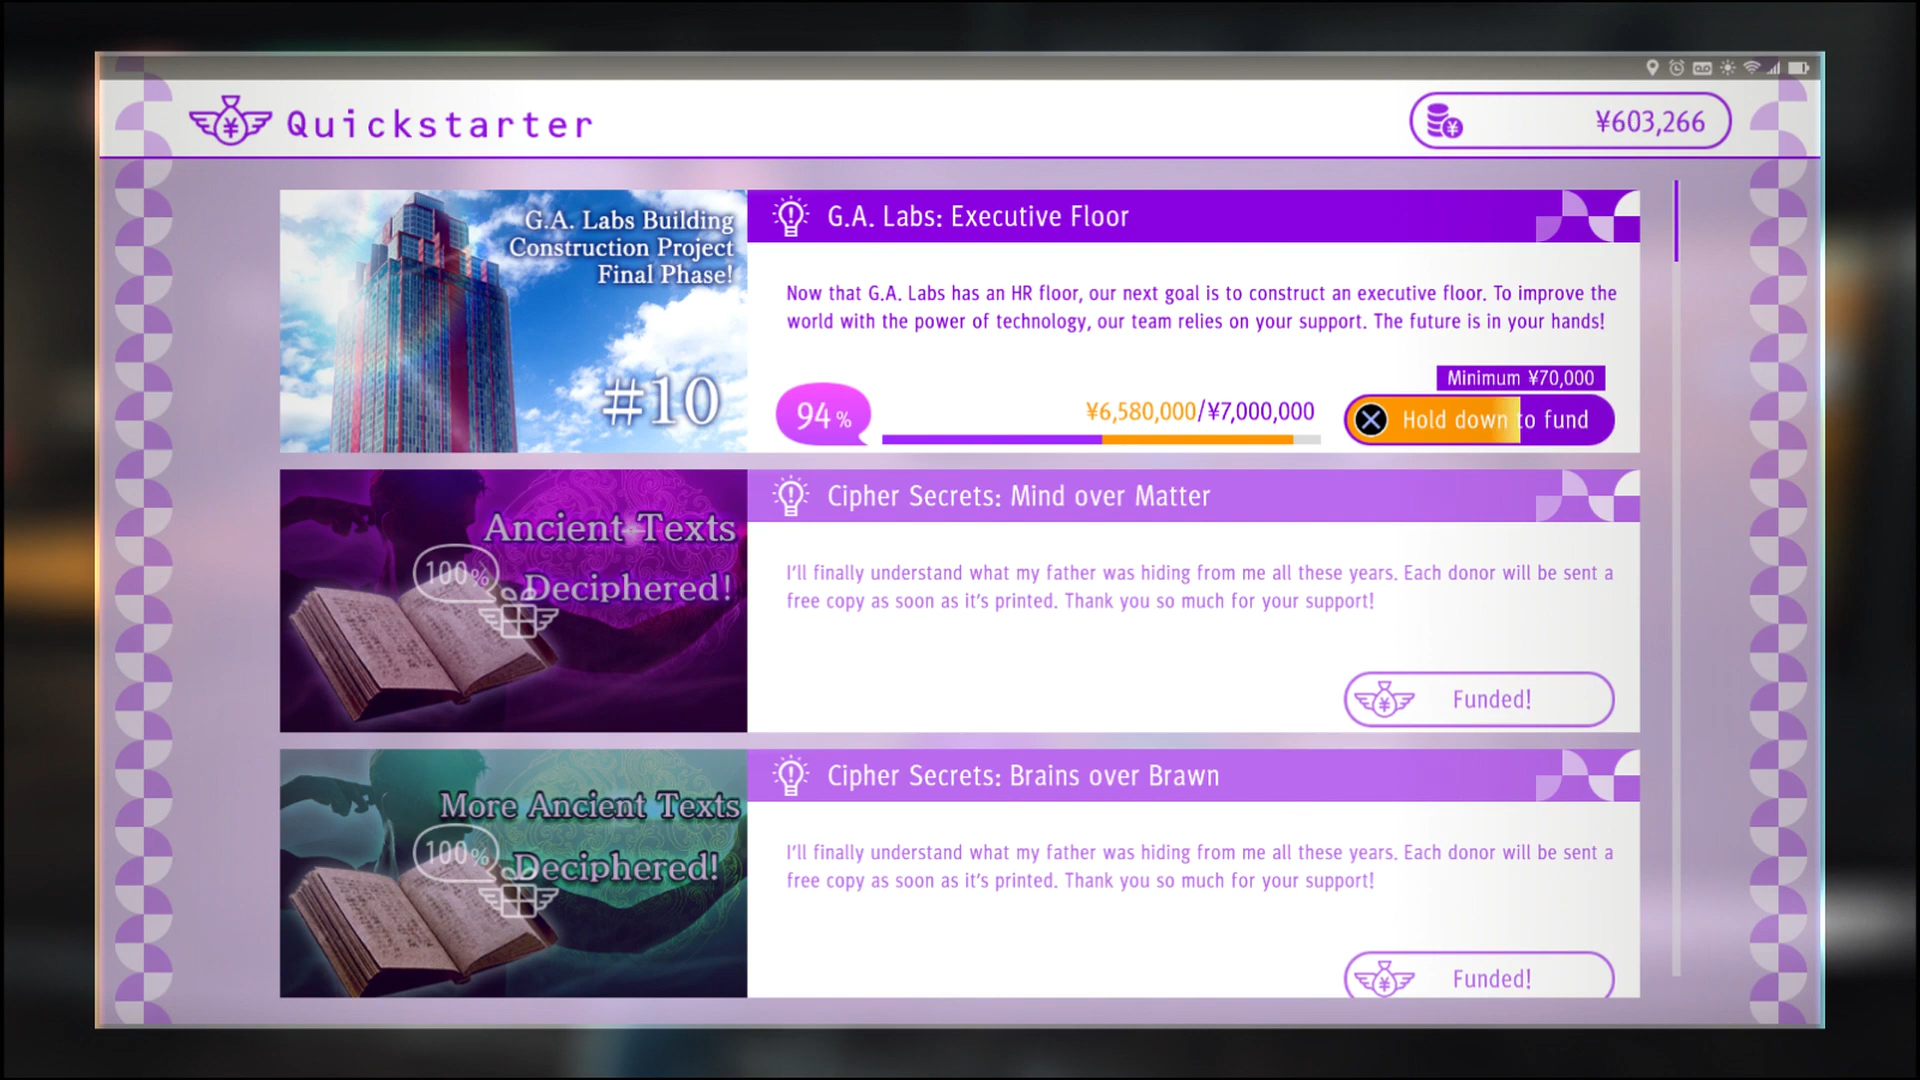 Quickstarter
¥603,266
G.A. Labs Building
Construction Project
Final Phase!
#10
G.A. Labs: Executive Floor
Now that G.A. Labs has an HR floor, our next goal is to construct an executive floor. To improve the
world with the power of technology, our team relies on your support. The future is in your hands!
Minimum ¥70,000
94%
¥6,580,000/¥7,000,000
Hold down to fund
Ancient Texts
100%
Deciphered!
Cipher Secrets: Mind over Matter
I'll finally understand what my father was hiding from me all these years. Each donor will be sent a
free copy as soon as it's printed. Thank you so much for your support!
Funded!
More Ancient Texts
100%
Deciphered!
Cipher Secrets: Brains over Brawn
I'll finally understand what my father was hiding from me all these years. Each donor will be sent a
free copy as soon as it's printed. Thank you so much for your support!
Funded!